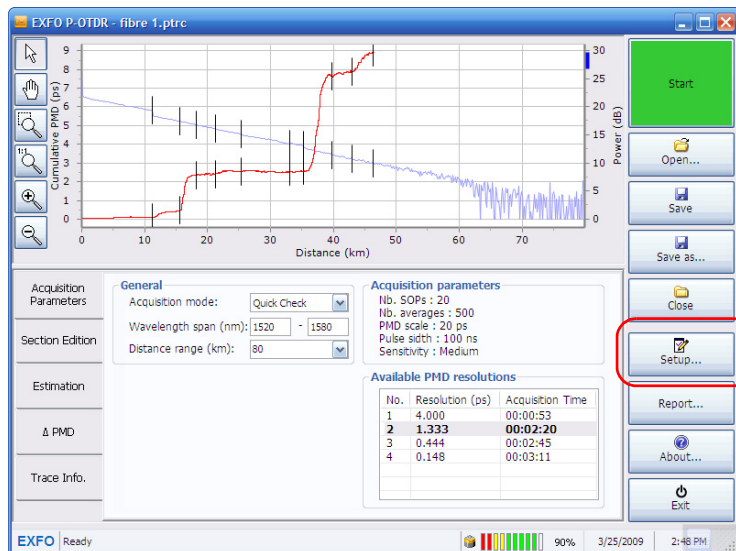 EXFO P-OTDR - fibre 1.ptrc
9
8
7
6
5
4
3
2
1
0
Cumulative PMD (ps)
30
25
20
15
10
5
0
Power (dB)
0 10 20 30 40 50 60 70
Distance (km)
1:1
Start
Open...
Save
Save as...
Close
Setup...
Report...
About...
Exit
Acquisition
Parameters
Section Edition
Estimation
Δ PMD
Trace Info.
General
Acquisition mode: Quick Check
Wavelength span (nm): 1520 - 1580
Distance range (km): 80
Acquisition parameters
Nb. SOPs : 20
Nb. averages : 500
PMD scale : 20 ps
Pulse sidth : 100 ns
Sensitivity : Medium
Available PMD resolutions
No. Resolution (ps) Acquisition Time
1 4.000 00:00:53
2 1.333 00:02:20
3 0.444 00:02:45
4 0.148 00:03:11
EXFO Ready 90% 3/25/2009 2:48 PM